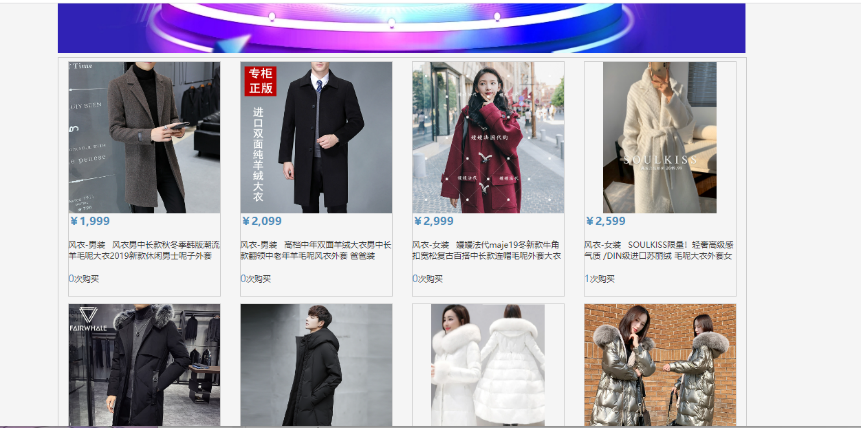 专柜
正版
进口双面纯羊绒大衣
SOULKISS
¥1,999
¥2,099
¥2,999
¥2,599
风衣-男装 风衣男中长款秋冬季韩版潮流
羊毛呢大衣2019新款休闲男士呢子外套
风衣-男装 高档中年双面羊绒大衣男中长
款翻领中老年羊毛呢风衣外套 爸爸装
风衣-女装 嫚嫚法代maje19冬新款牛角
扣宽松复古百搭中长款连帽毛呢外套大衣
风衣-女装 SOULKISS限量！轻奢高级感
气质 /DIN级进口苏丽绒 毛呢大衣外套女
0次购买
0次购买
0次购买
1次购买
FAIRWHALE